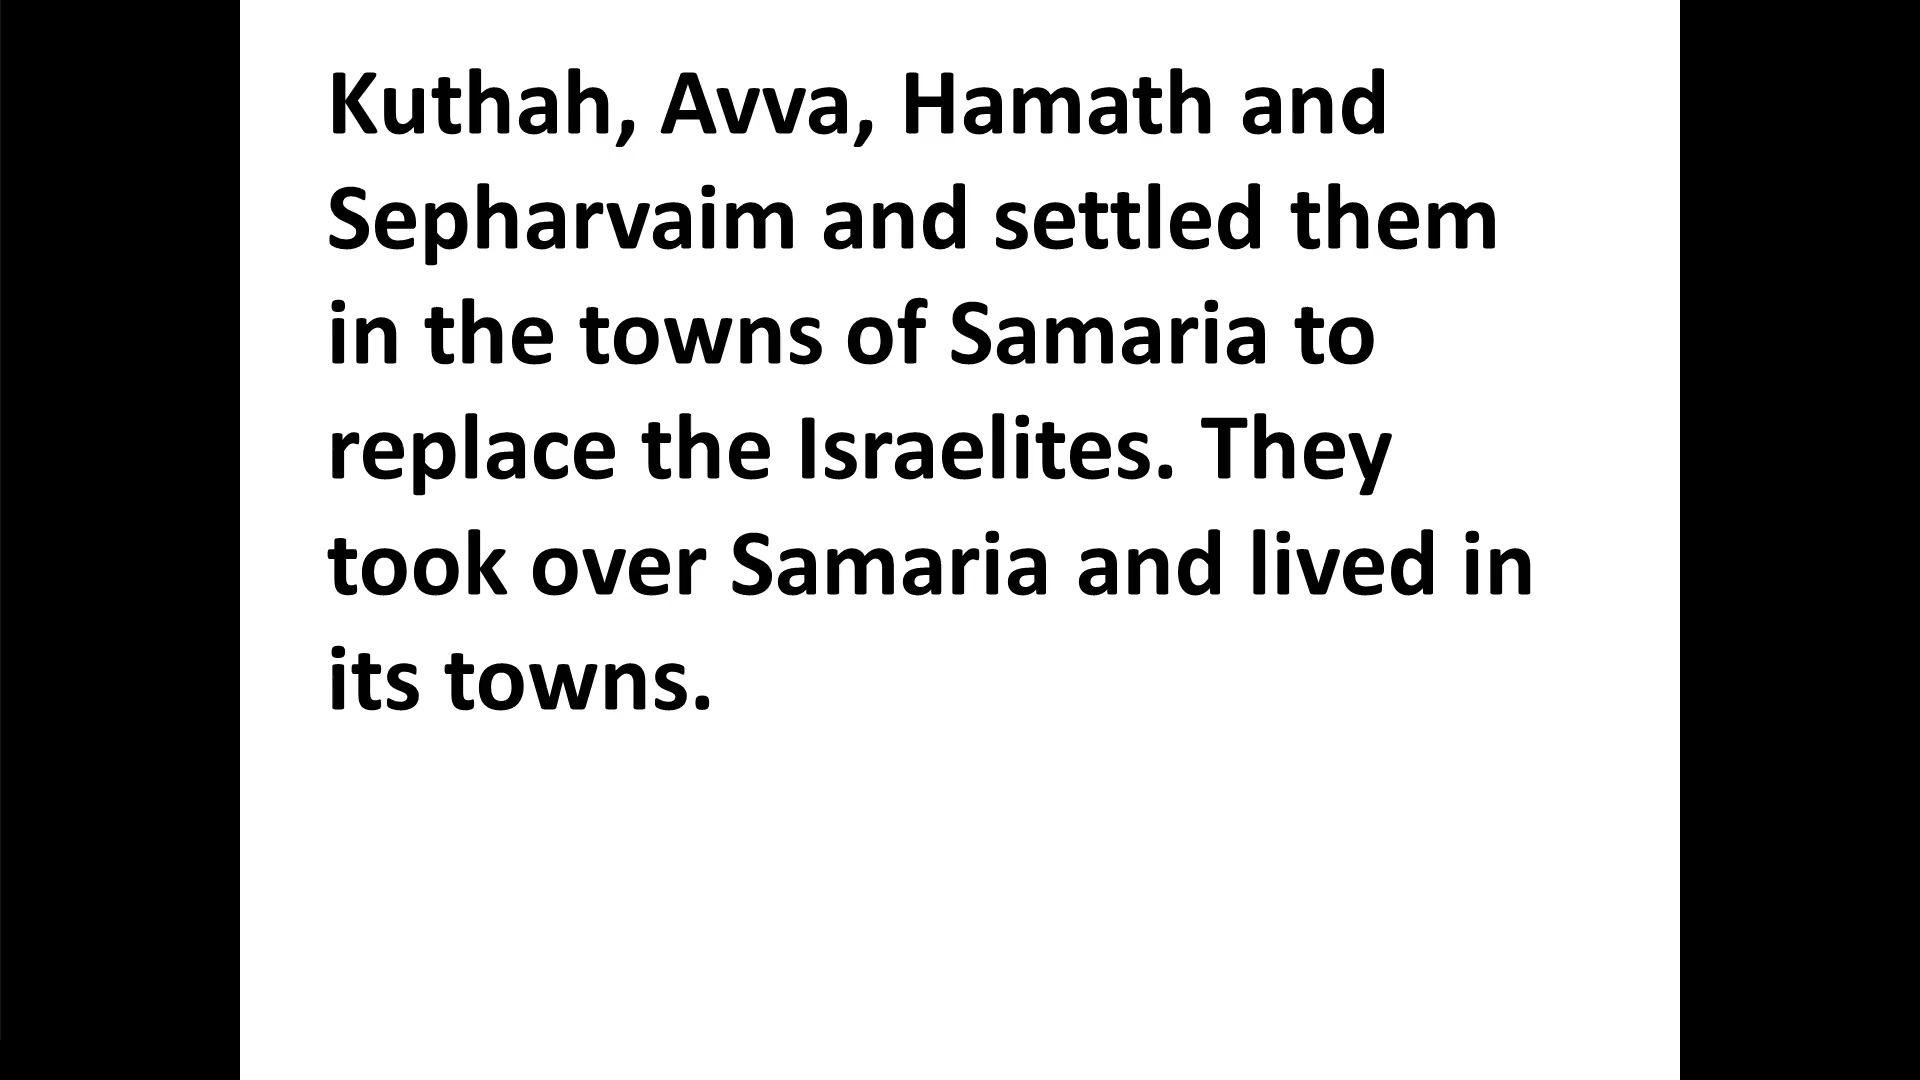 Kuthah, Avva, Hamath and
Sepharvaim and settled them
in the towns of Samaria to
replace the Israelites. They
took over Samaria and lived in
its towns.